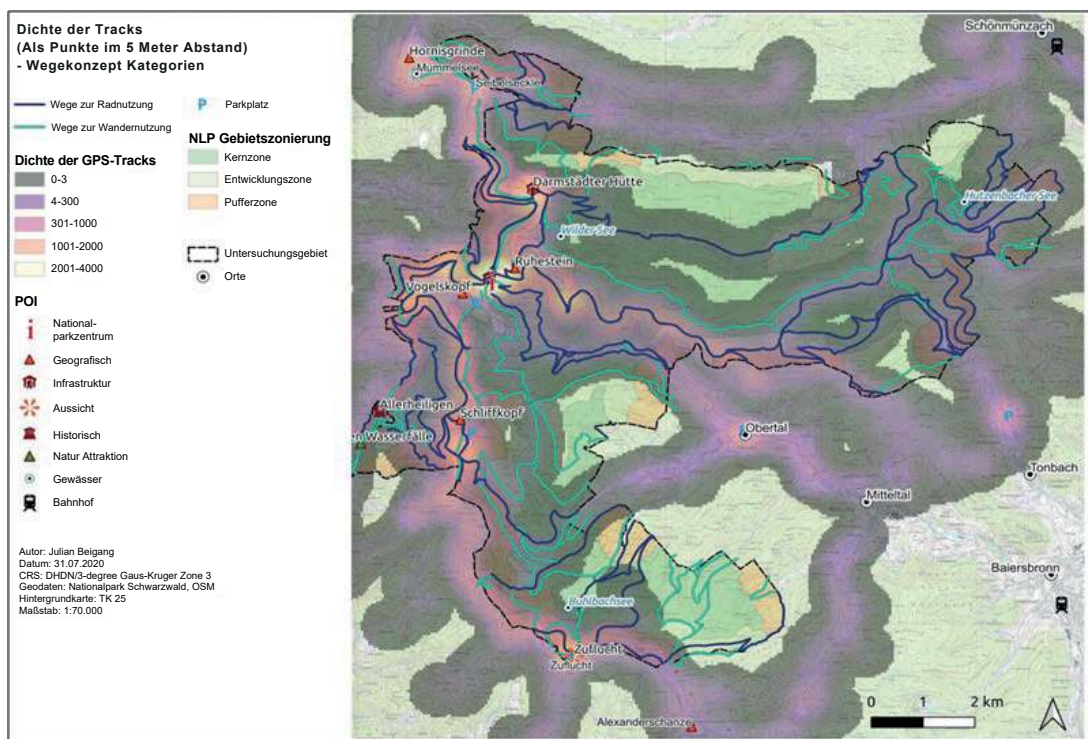 Dichte der Tracks
(Als Punkte im 5 Meter Abstand)
- Wegekonzept Kategorien
Wege zur Radnutzung
Wege zur Wandernutzung
P Parkplatz
Dichte der GPS-Tracks
0-3
4-300
301-1000
1001-2000
2001-4000
NLP Gebietszonierung
Kernzone
Entwicklungszone
Pufferzone
Untersuchungsgebiet
Orte
POI
i National-
parkzentrum
Geografisch
Infrastruktur
Aussicht
Historisch
Natur Attraktion
Gewässer
Bahnhof
Autor: Julian Beigang
Datum: 31.07.2020
CRS: DHDN/3-degree Gaus-Kruger Zone 3
Geodaten: Nationalpark Schwarzwald, OSM
Hintergrundkarte: TK 25
Maßstab: 1:70.000
Schönmünzach
Hornisgrinde
Mummelsee
Seibelseckle
Darmstädter Hütte
Hutzenbacher See
Wilder See
Ruhestein
Vogelskopf
Allerheiligen
Schliffkopf
en Wasserfälle
P
Obertal
Tonbach
Mitteltal
Baiersbronn
Buhlbachsee
Zuflucht
Zuflucht
Alexanderschanze
0 1 2 km